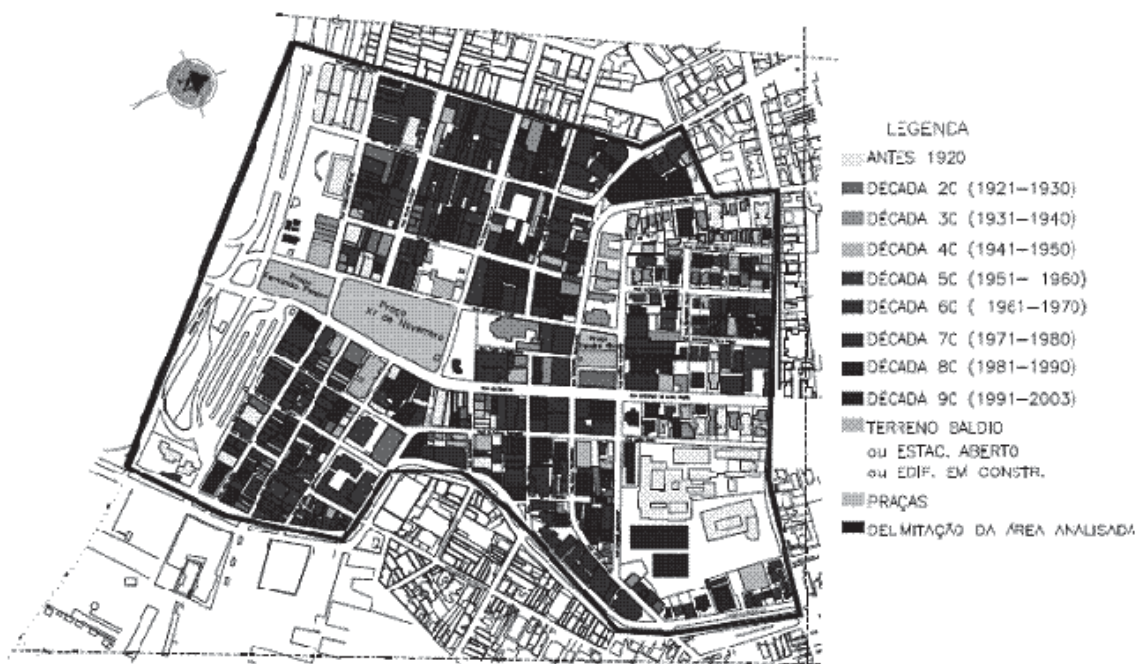 LEGENDA
ANTES 1920
DÉCADA 20 (1921–1930)
DÉCADA 30 (1931–1940)
DÉCADA 40 (1941–1950)
DÉCADA 50 (1951– 1960)
DÉCADA 60 ( 1961–1970)
DÉCADA 70 (1971–1980)
DÉCADA 80 (1981–1990)
DÉCADA 90 (1991–2003)
TERRENO BALDIO
ou ESTAC. ABERTO
ou EDIF. EM CONSTR.
PRAÇAS
DELIMITAÇÃO DA ÁREA ANALISADA
Praça
XV de Novembro